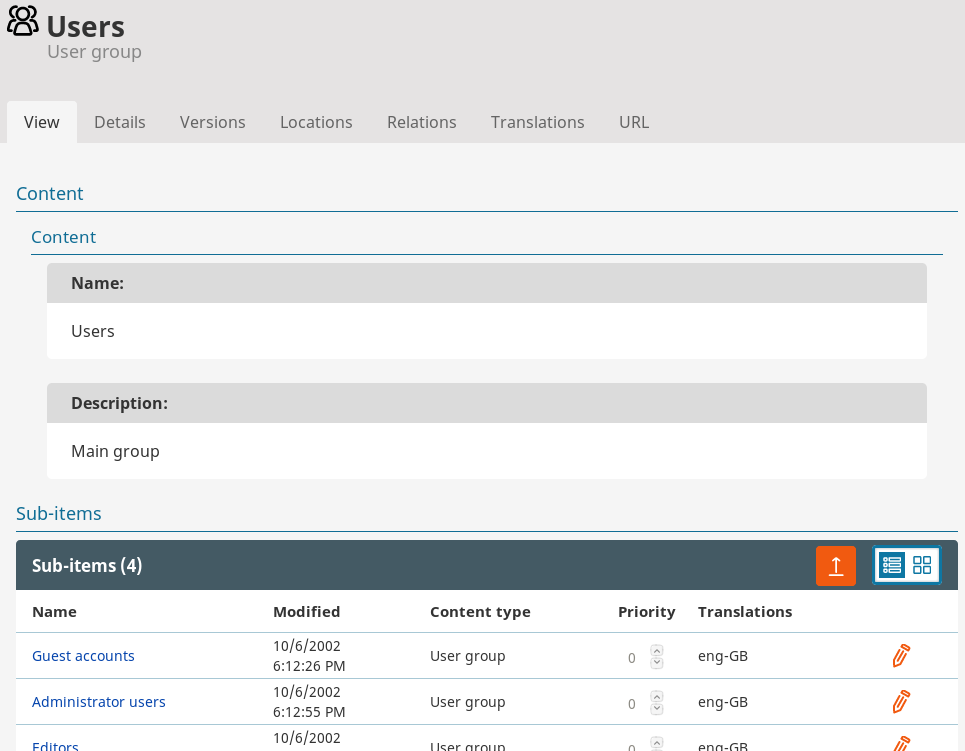 Users
User group
View Details Versions Locations Relations Translations URL
Content
Content
Name:
Users
Description:
Main group
Sub-items
Sub-items (4)
Name Modified Content type Priority Translations
Guest accounts 10/6/2002 6:12:26 PM User group 0 eng-GB
Administrator users 10/6/2002 6:12:55 PM User group 0 eng-GB
Editors 10/6/2002 User group 0 eng-GB